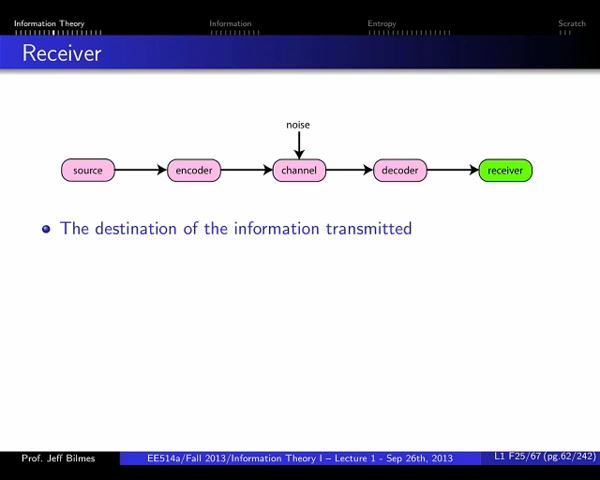 Information Theory Information Entropy Scratch
Receiver
noise
source encoder channel decoder receiver
The destination of the information transmitted
Prof. Jeff Bilmes EE514a/Fall 2013/Information Theory I – Lecture 1 - Sep 26th, 2013 L1 F25/67 (pg.62/242)